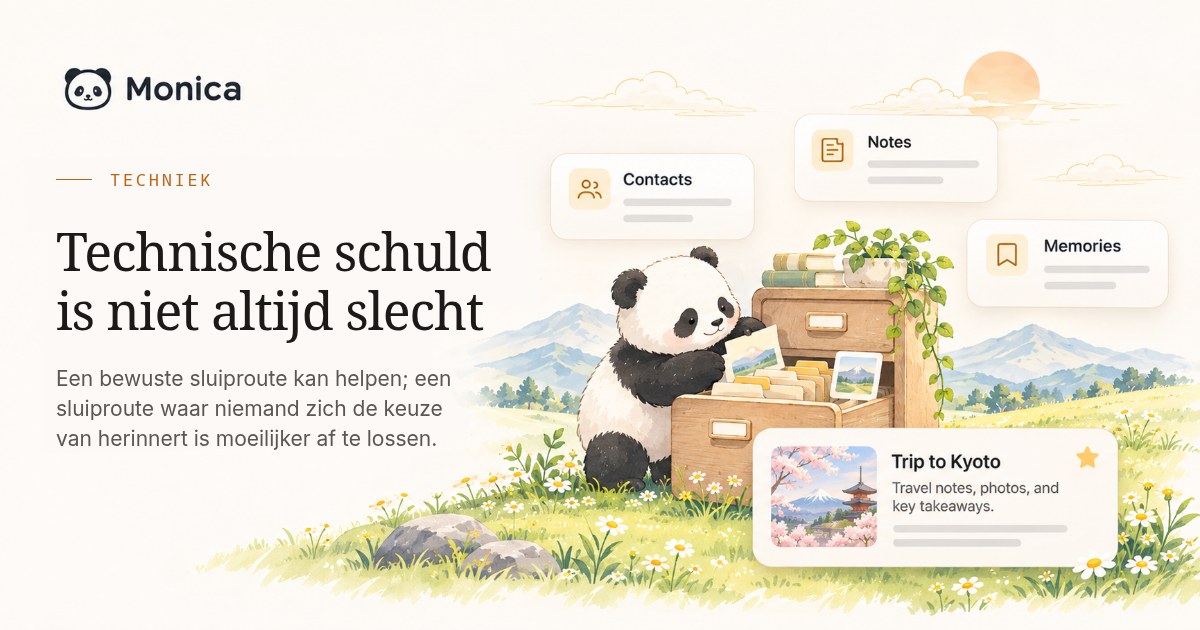 Monica
TECHNIEK
Technische schuld
is niet altijd slecht
Een bewuste sluiproute kan helpen; een
sluiproute waar niemand zich de keuze
van herinnert is moeilijker af te lossen.
Contacts
Notes
Memories
Trip to Kyoto
Travel notes, photos, and
key takeaways.